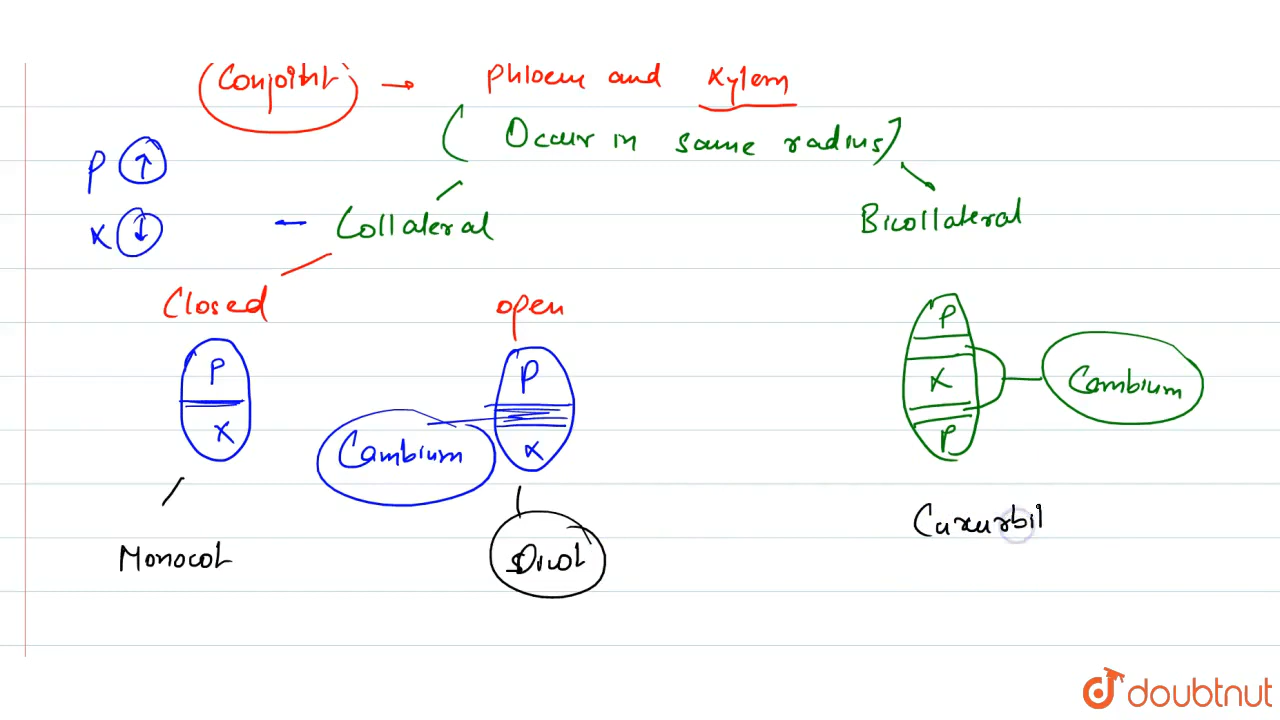 Conjoint → Phloem and Xylem
( Occur in same radius )
P ↑
X ↓ - Collateral Bicollateral
Closed open
P P P
X X X
P
Cambium Cambium
Monocot Dicot
Cucurbit
doubtnut